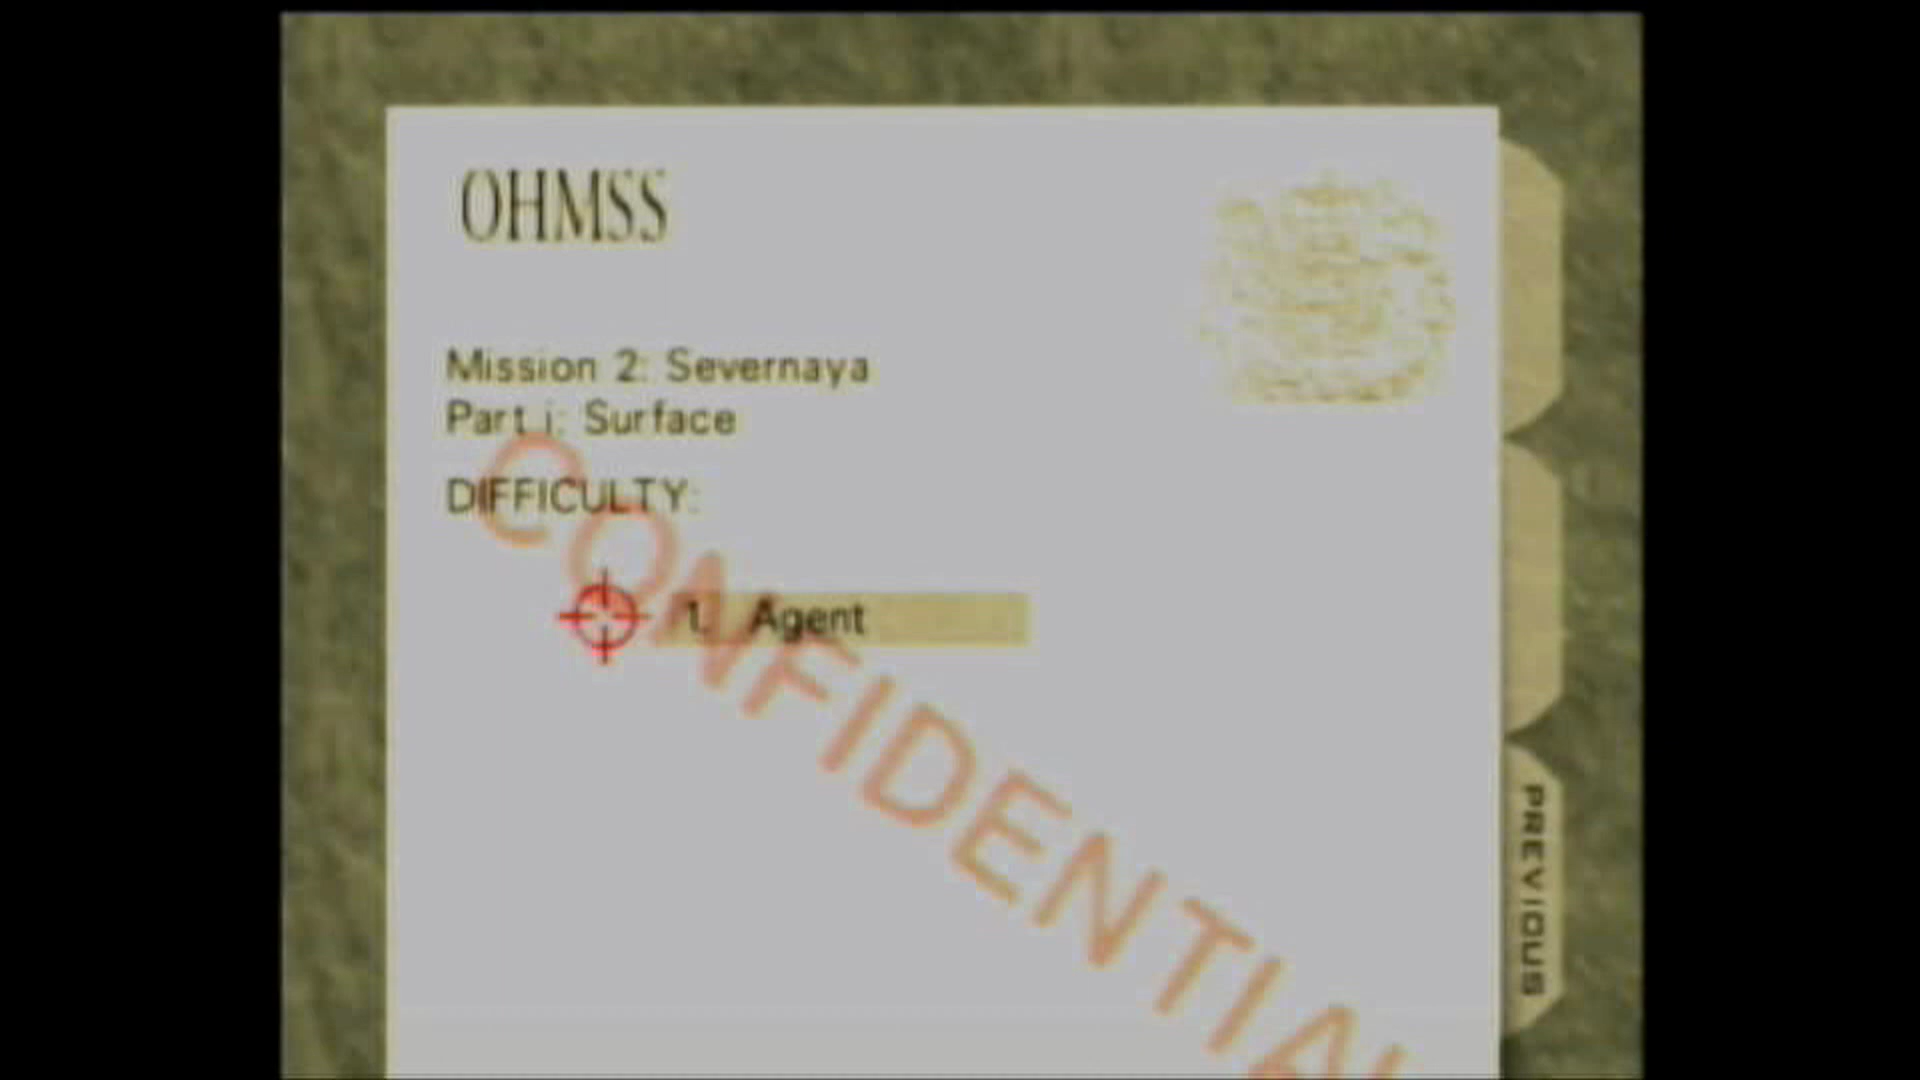 OHMSS
Mission 2: Severnaya
Part i: Surface
DIFFICULTY:
1. Agent
CONFIDENTIAL
PREVIOUS